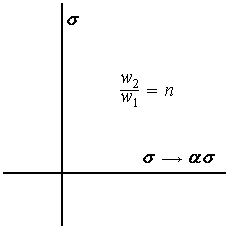 σ
w₂/w₁ = n
σ ⟶ ασ